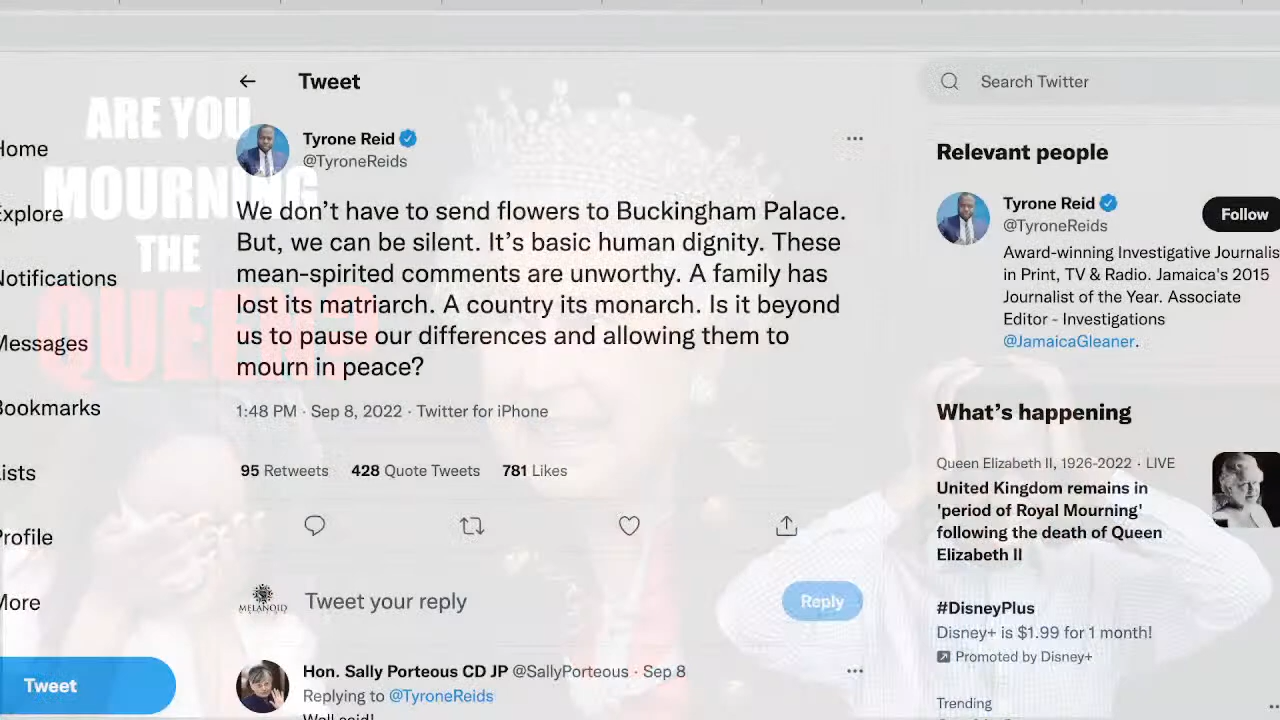 Tweet
Search Twitter
ARE YOU
MOURNING
THE
QUEEN?
Home
Explore
Notifications
Messages
Bookmarks
Lists
Profile
More
Tweet
Tyrone Reid
@TyroneReids
We don't have to send flowers to Buckingham Palace.
But, we can be silent. It's basic human dignity. These
mean-spirited comments are unworthy. A family has
lost its matriarch. A country its monarch. Is it beyond
us to pause our differences and allowing them to
mourn in peace?
1:48 PM · Sep 8, 2022 · Twitter for iPhone
95 Retweets 428 Quote Tweets 781 Likes
MELANOID
Tweet your reply
Reply
Hon. Sally Porteous CD JP @SallyPorteous · Sep 8
Replying to @TyroneReids
Well said!
Relevant people
Tyrone Reid
@TyroneReids
Follow
Award-winning Investigative Journalis
in Print, TV & Radio. Jamaica's 2015
Journalist of the Year. Associate
Editor - Investigations
@JamaicaGleaner.
What's happening
Queen Elizabeth II, 1926-2022 · LIVE
United Kingdom remains in
'period of Royal Mourning'
following the death of Queen
Elizabeth II
#DisneyPlus
Disney+ is $1.99 for 1 month!
Promoted by Disney+
Trending